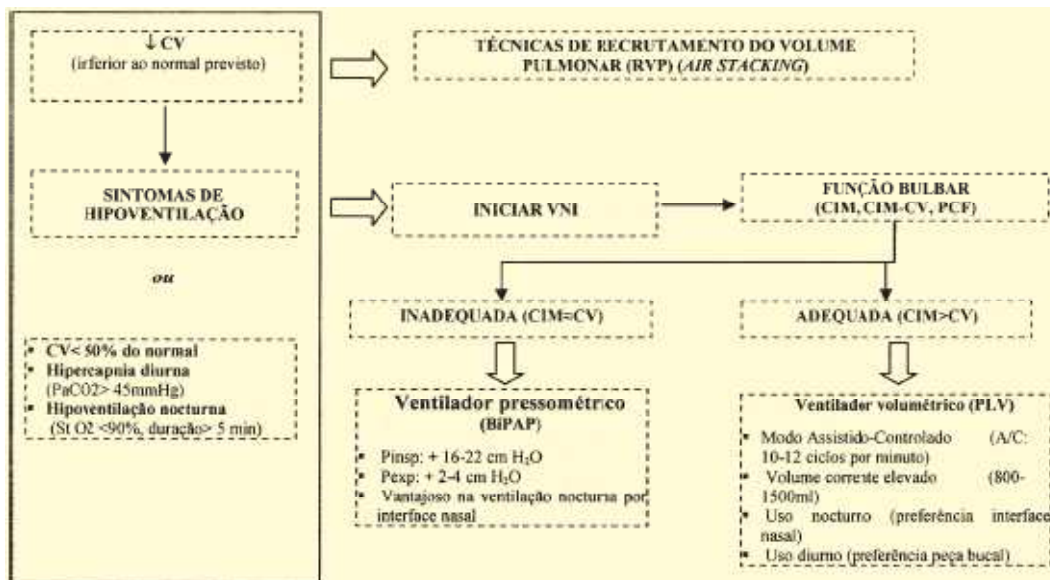 ↓ CV
(inferior ao normal previsto)
TÉCNICAS DE RECRUTAMENTO DO VOLUME
PULMONAR (RVP) (AIR STACKING)
SINTOMAS DE
HIPOVENTILAÇÃO
INICIAR VNI
FUNÇÃO BULBAR
(CIM, CIM-CV, PCF)
ou
INADEQUADA (CIM=CV)
ADEQUADA (CIM>CV)
▪ CV< 50% do normal
▪ Hipercapnia diurna
(PaCO2> 45mmHg)
▪ Hipoventilação nocturna
(St O2 <90%, duração> 5 min)
Ventilador pressométrico
(BiPAP)
▪ Pinsp: + 16-22 cm H₂O
▪ Pexp: + 2-4 cm H₂O
▪ Vantajoso na ventilação nocturna por
interface nasal
Ventilador volumétrico (PLV)
▪ Modo Assistido-Controlado (A/C:
10-12 ciclos por minuto)
▪ Volume corrente elevado (800-
1500ml)
▪ Uso nocturno (preferência interface
nasal)
▪ Uso diurno (preferência peça bucal)